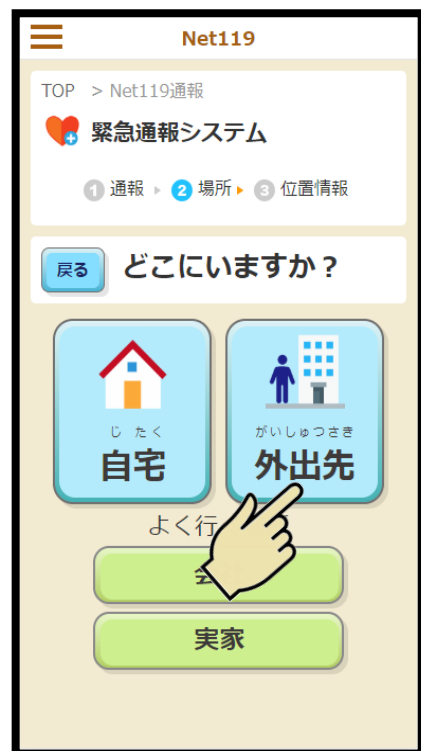 Net119
TOP > Net119通報
緊急通報システム
1 通報 ▸ 2 場所 ▸ 3 位置情報
戻る どこにいますか？
じたく がいしゅつさき
自宅 外出先
よく行
実家